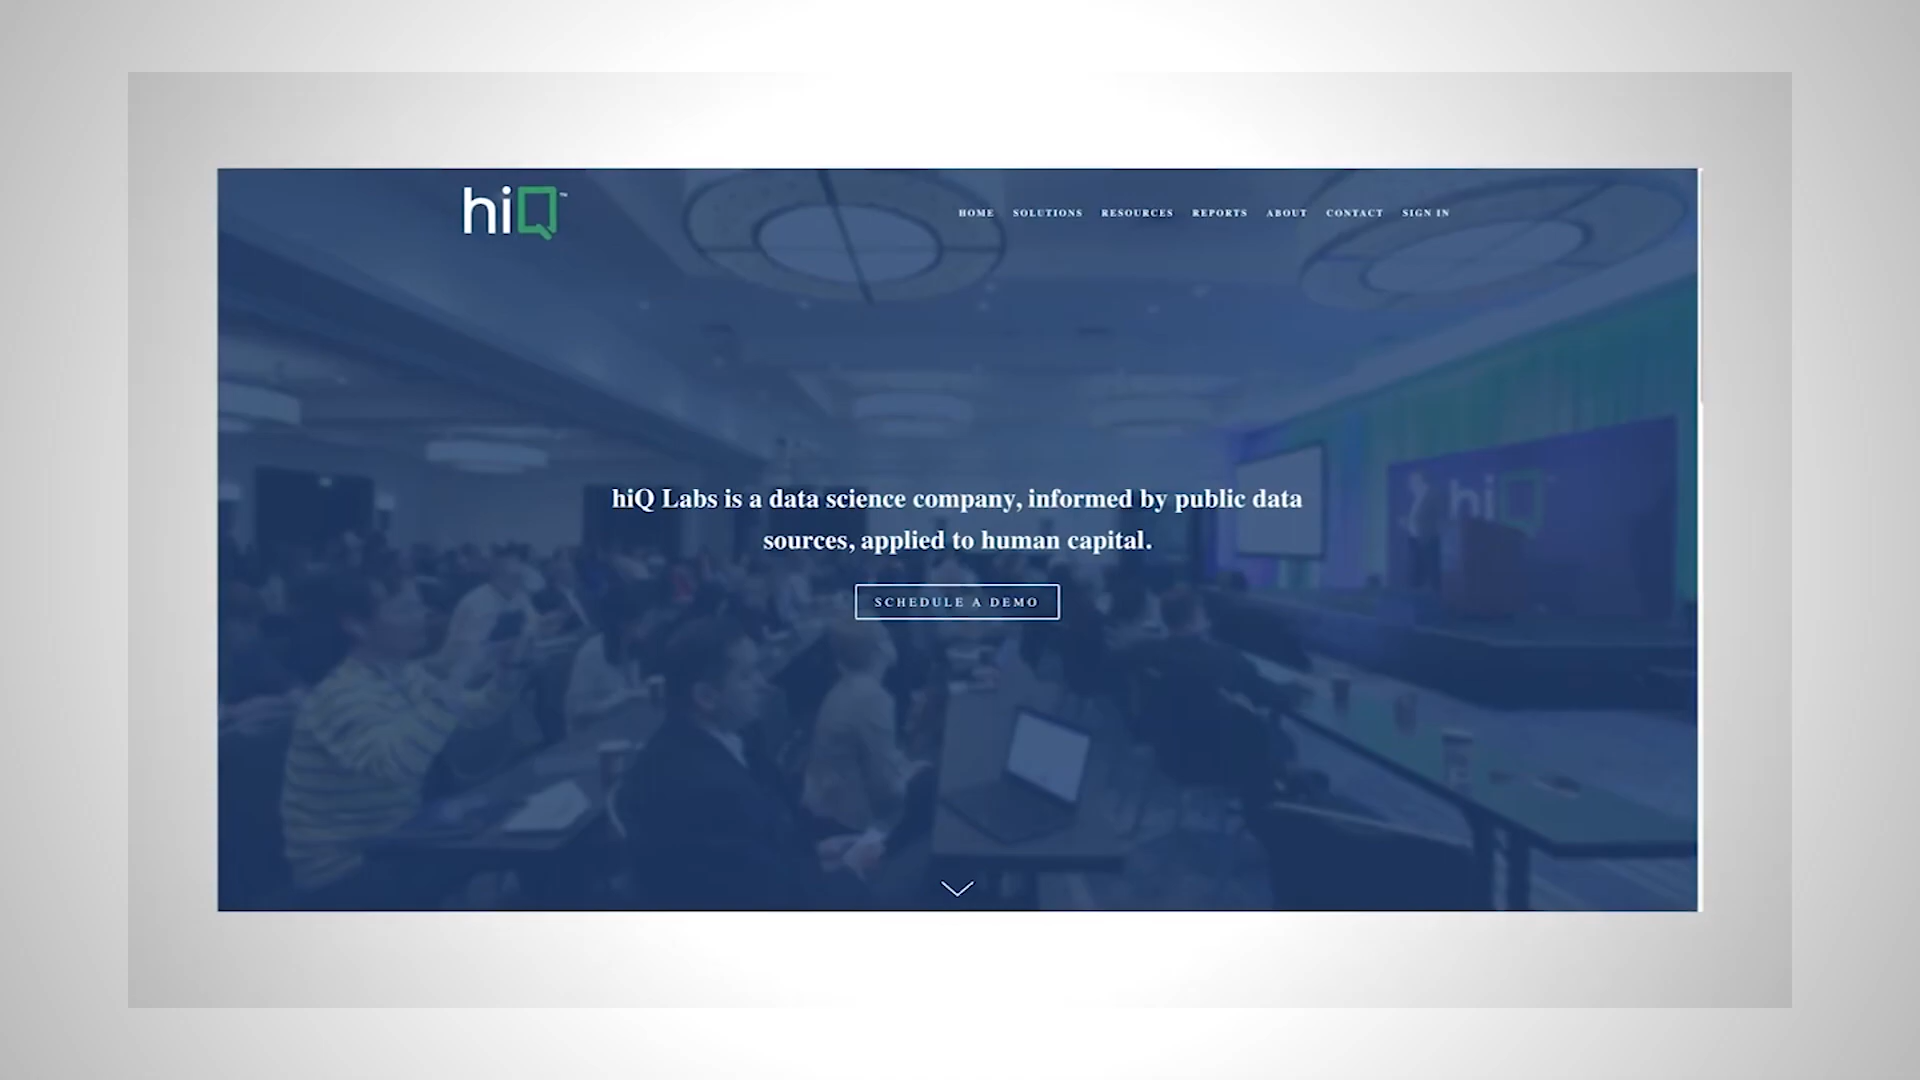 hiQ™
HOME SOLUTIONS RESOURCES REPORTS ABOUT CONTACT SIGN IN
hiQ
hiQ Labs is a data science company, informed by public data
sources, applied to human capital.
SCHEDULE A DEMO